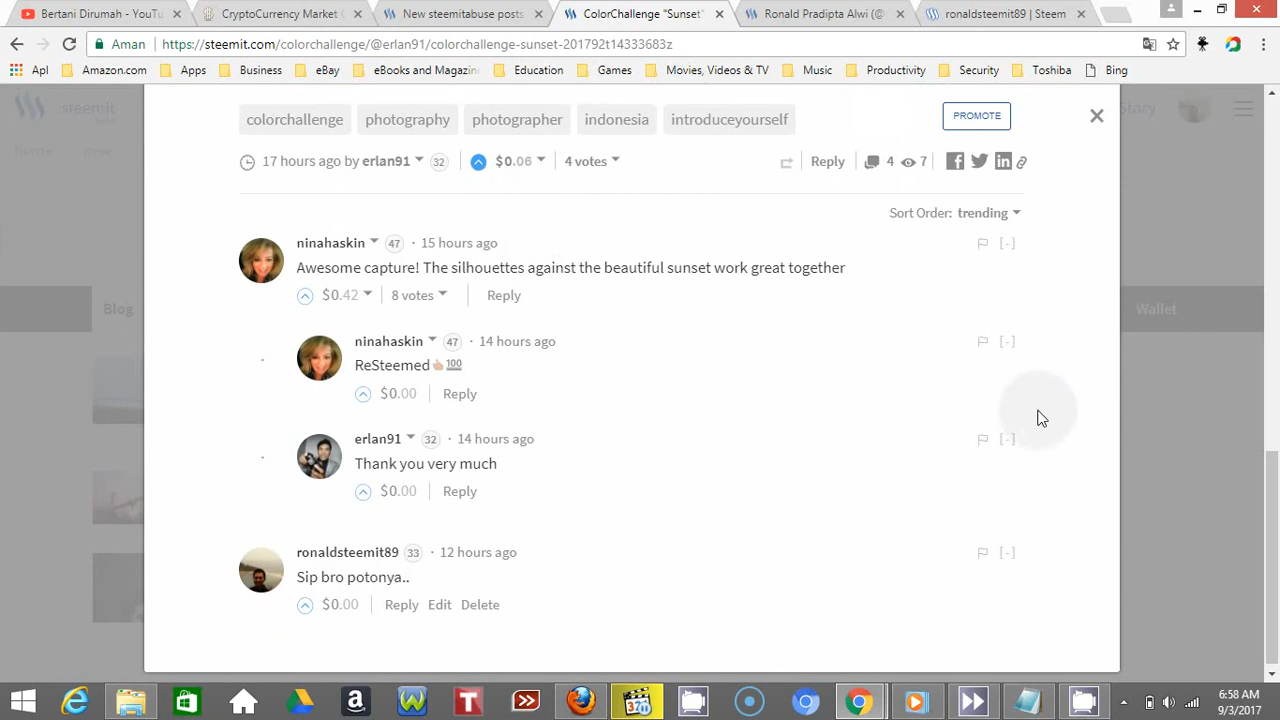 Bertani Dirumah - YouTu
CryptoCurrency Market C
New steemitabuse posts
ColorChallenge "Sunset"
Ronald Pradipta Alwi (@
ronaldsteemit89 | Steem
Aman
https://steemit.com/colorchallenge/@erlan91/colorchallenge-sunset-201792t14333683z
Apl
Amazon.com
Apps
Business
eBay
eBooks and Magazin
Education
Games
Movies, Videos & TV
Music
Productivity
Security
Toshiba
Bing
steemit
Story
colorchallenge
photography
photographer
indonesia
introduceyourself
PROMOTE
17 hours ago by erlan91 32
$0.06
4 votes
Reply
4
7
Sort Order: trending
ninahaskin 47 · 15 hours ago [-]
Awesome capture! The silhouettes against the beautiful sunset work great together
$0.42 8 votes Reply
Blog
Wallet
ninahaskin 47 · 14 hours ago [-]
ReSteemed👆🏼💯
$0.00 Reply
erlan91 32 · 14 hours ago [-]
Thank you very much
$0.00 Reply
ronaldsteemit89 33 · 12 hours ago [-]
Sip bro potonya..
$0.00 Reply Edit Delete
6:58 AM
9/3/2017